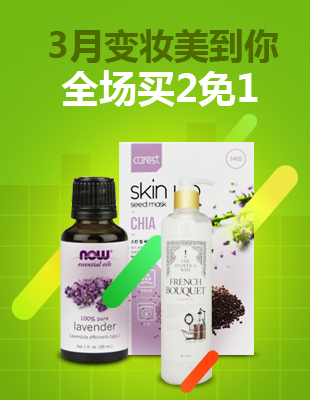 3月变妆美到你
全场买2免1
curest
skin up
seed mask
CHIA
now
essential oils
100% pure
lavender
FRENCH
BOUQUET